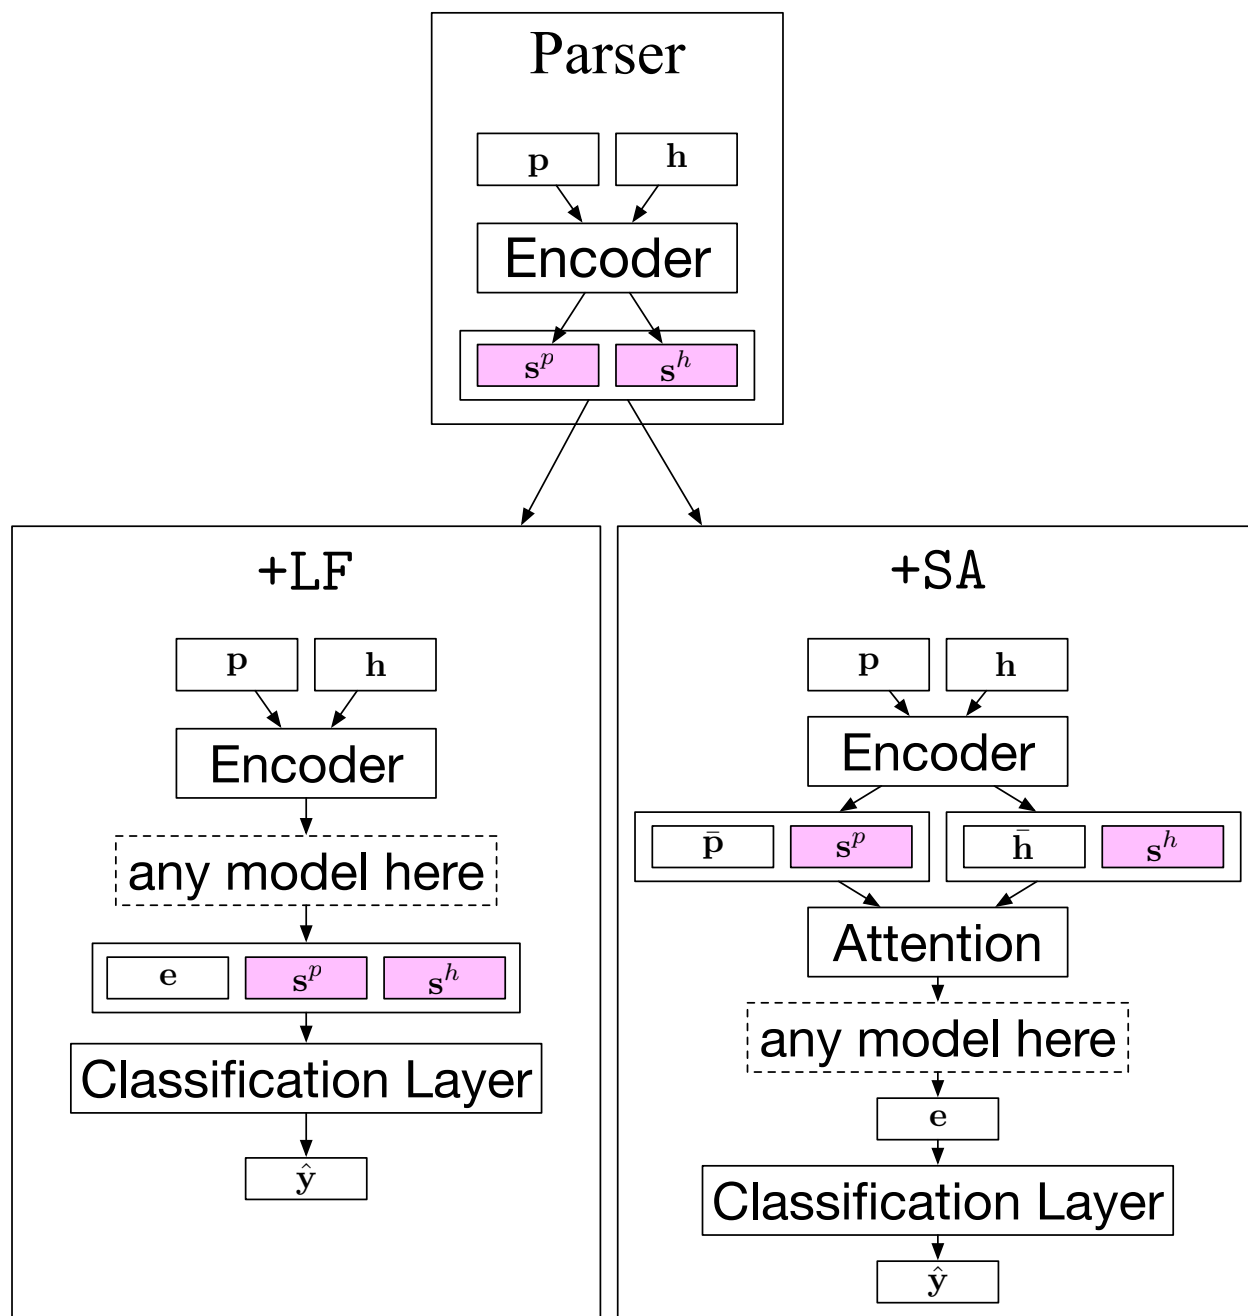 Parser
p h
Encoder
s^p s^h
+LF
p h
Encoder
any model here
e s^p s^h
Classification Layer
ŷ
+SA
p h
Encoder
p̄ s^p h̄ s^h
Attention
any model here
e
Classification Layer
ŷ